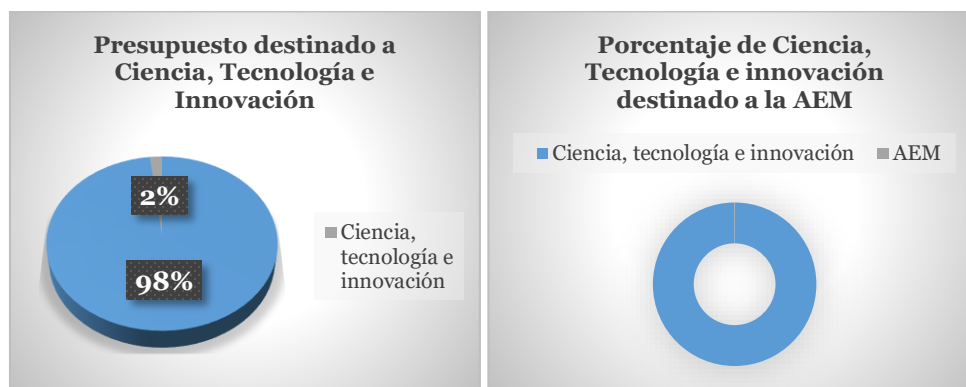 Presupuesto destinado a
Ciencia, Tecnología e
Innovación
2%
98%
Ciencia,
tecnología e
innovación
Porcentaje de Ciencia,
Tecnología e innovación
destinado a la AEM
Ciencia, tecnología e innovación AEM